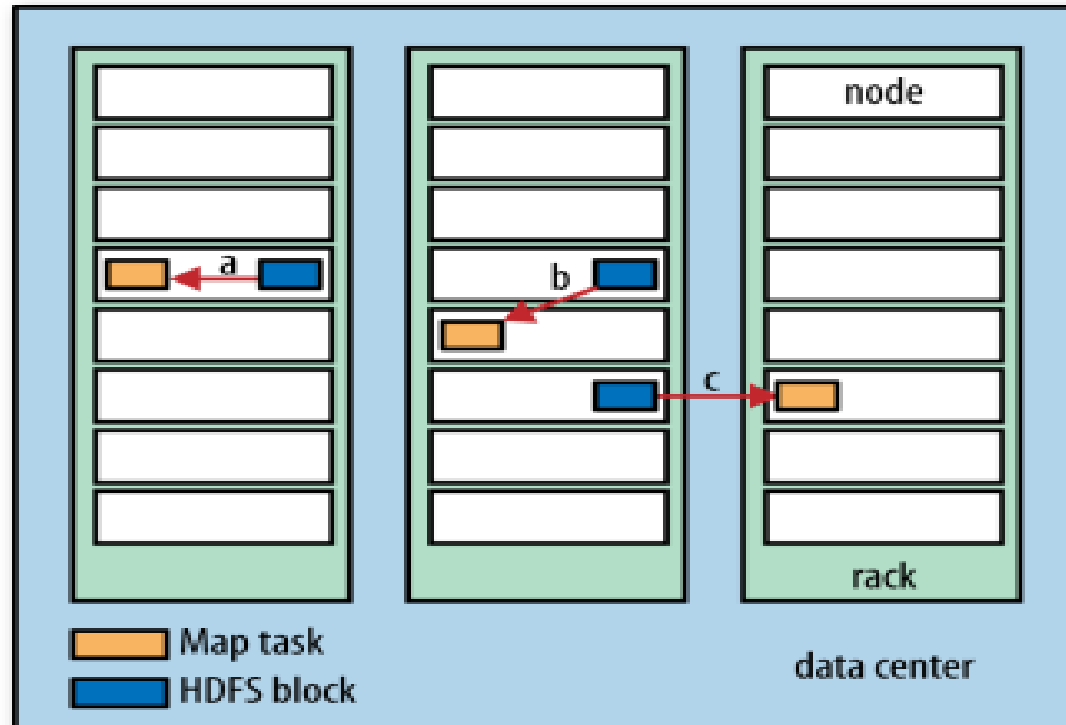 node
a
b
c
rack
Map task
HDFS block
data center